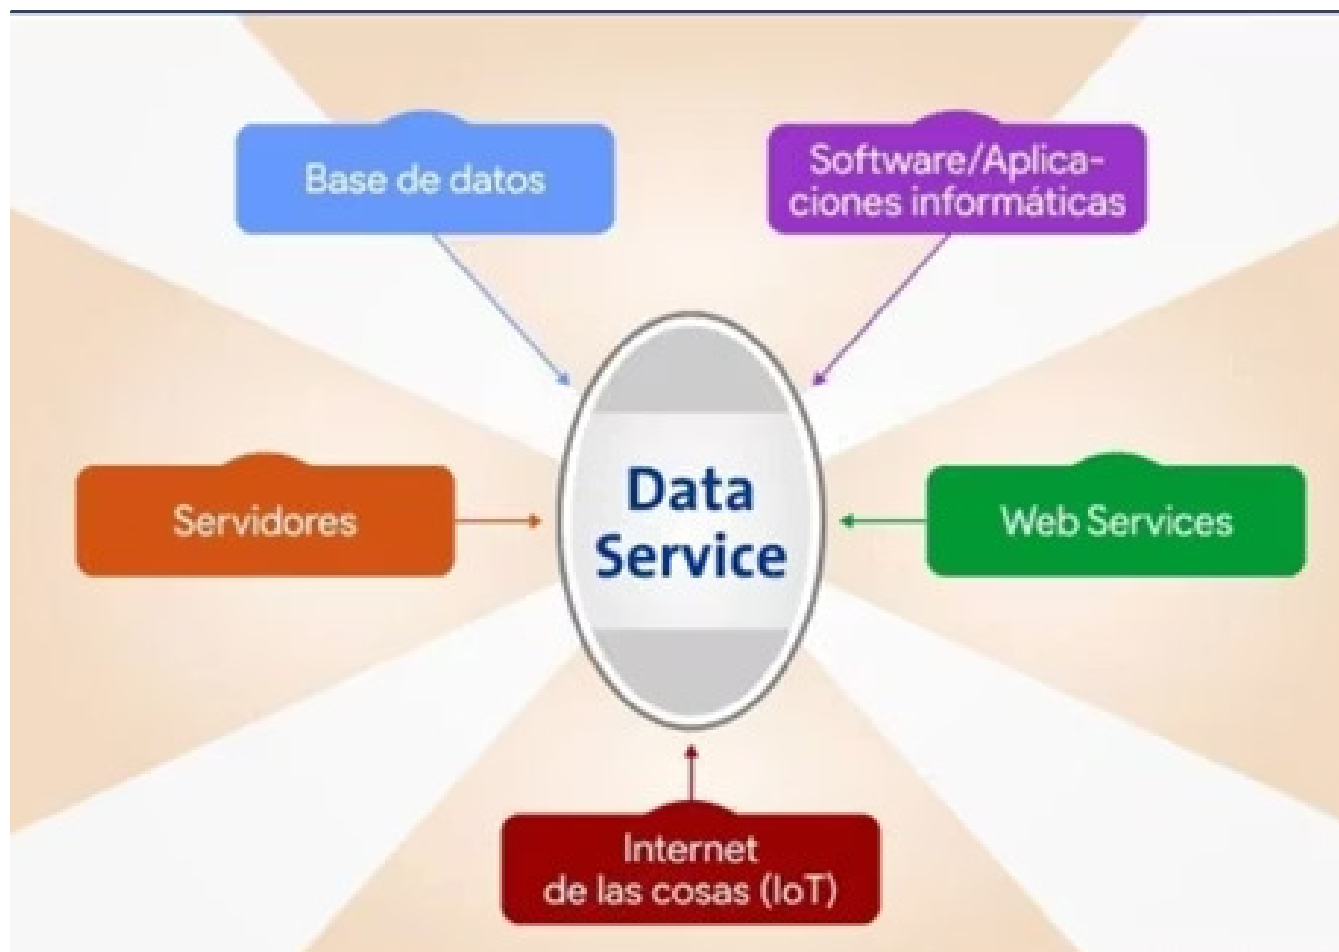 Base de datos
Software/Aplica-
ciones informáticas
Servidores
Data
Service
Web Services
Internet
de las cosas (IoT)